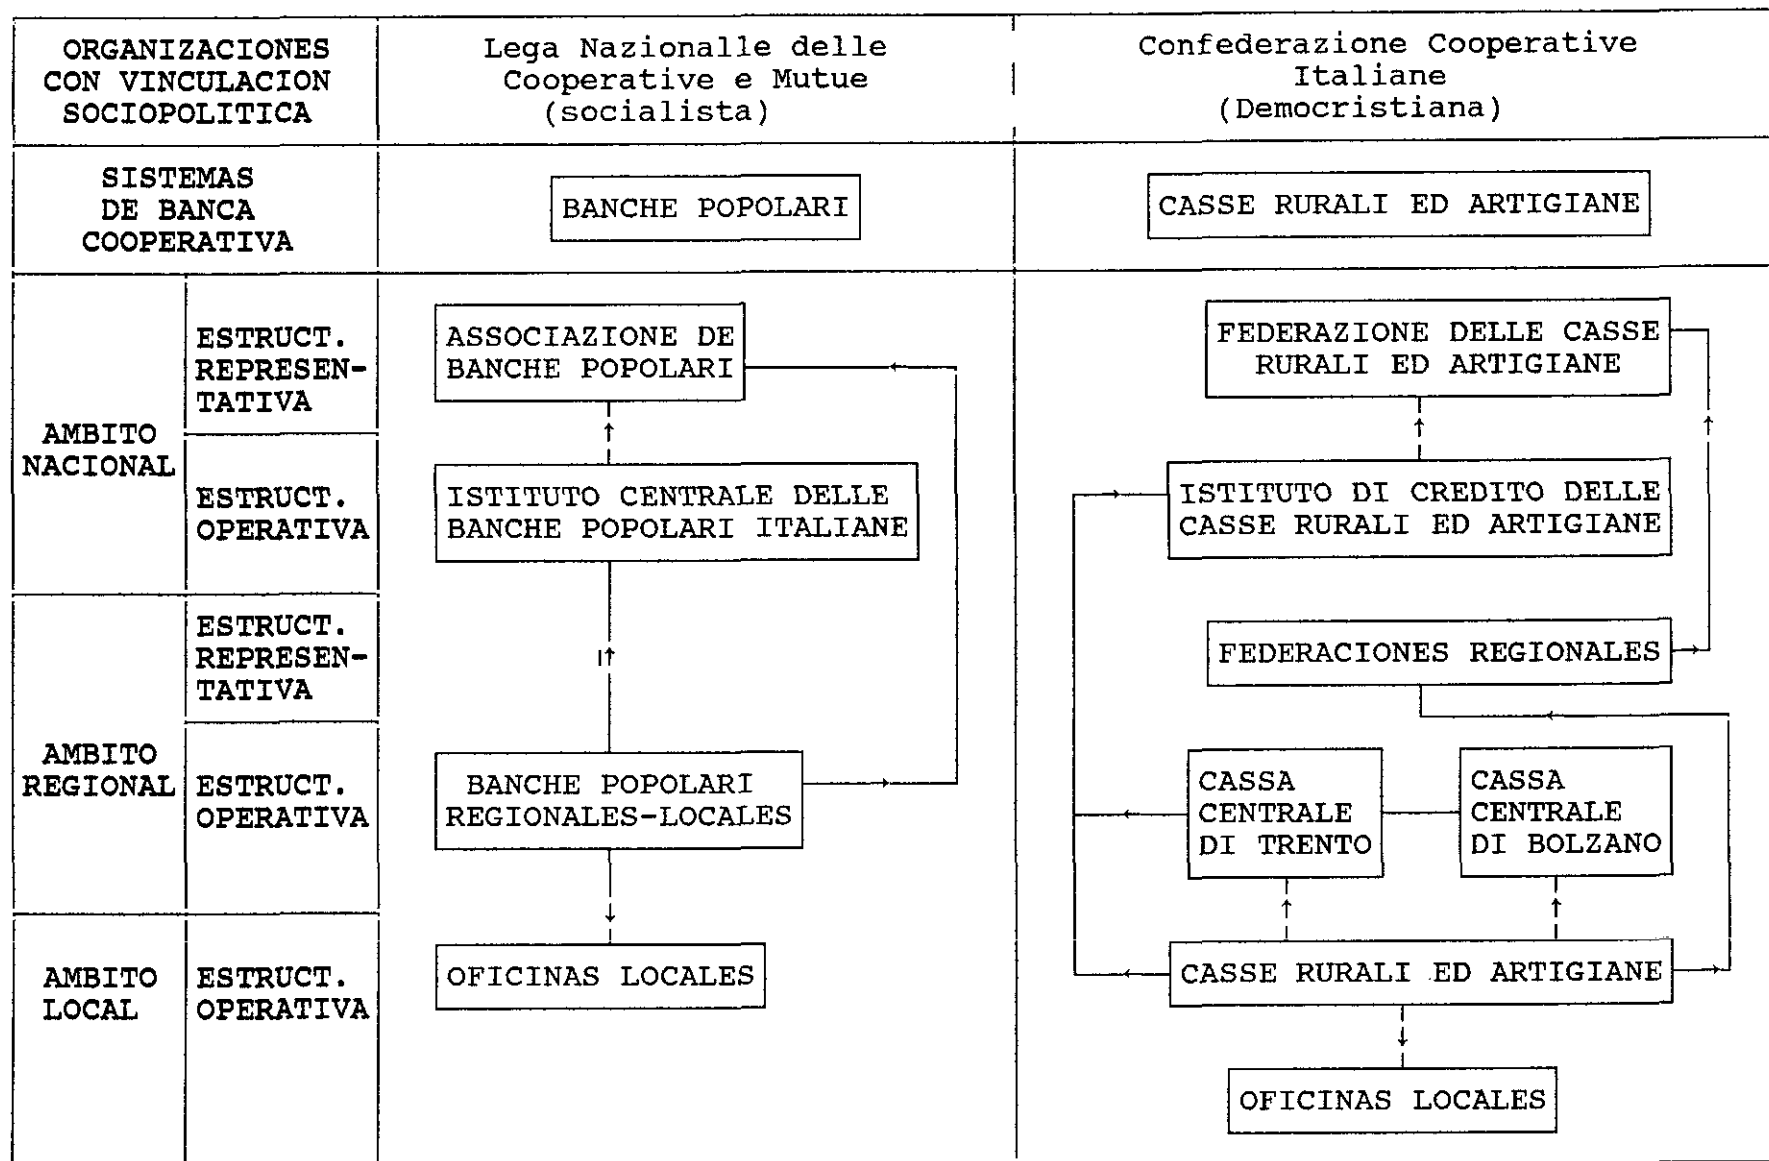 ORGANIZACIONES
CON VINCULACION
SOCIOPOLITICA
Lega Nazionalle delle
Cooperative e Mutue
(socialista)
Confederazione Cooperative
Italiane
(Democristiana)
SISTEMAS
DE BANCA
COOPERATIVA
BANCHE POPOLARI
CASSE RURALI ED ARTIGIANE
AMBITO
NACIONAL
ESTRUCT.
REPRESEN-
TATIVA
ASSOCIAZIONE DE
BANCHE POPOLARI
FEDERAZIONE DELLE CASSE
RURALI ED ARTIGIANE
ESTRUCT.
OPERATIVA
ISTITUTO CENTRALE DELLE
BANCHE POPOLARI ITALIANE
ISTITUTO DI CREDITO DELLE
CASSE RURALI ED ARTIGIANE
AMBITO
REGIONAL
ESTRUCT.
REPRESEN-
TATIVA
FEDERACIONES REGIONALES
ESTRUCT.
OPERATIVA
BANCHE POPOLARI
REGIONALES-LOCALES
CASSA
CENTRALE
DI TRENTO
CASSA
CENTRALE
DI BOLZANO
AMBITO
LOCAL
ESTRUCT.
OPERATIVA
OFICINAS LOCALES
CASSE RURALI ED ARTIGIANE
OFICINAS LOCALES